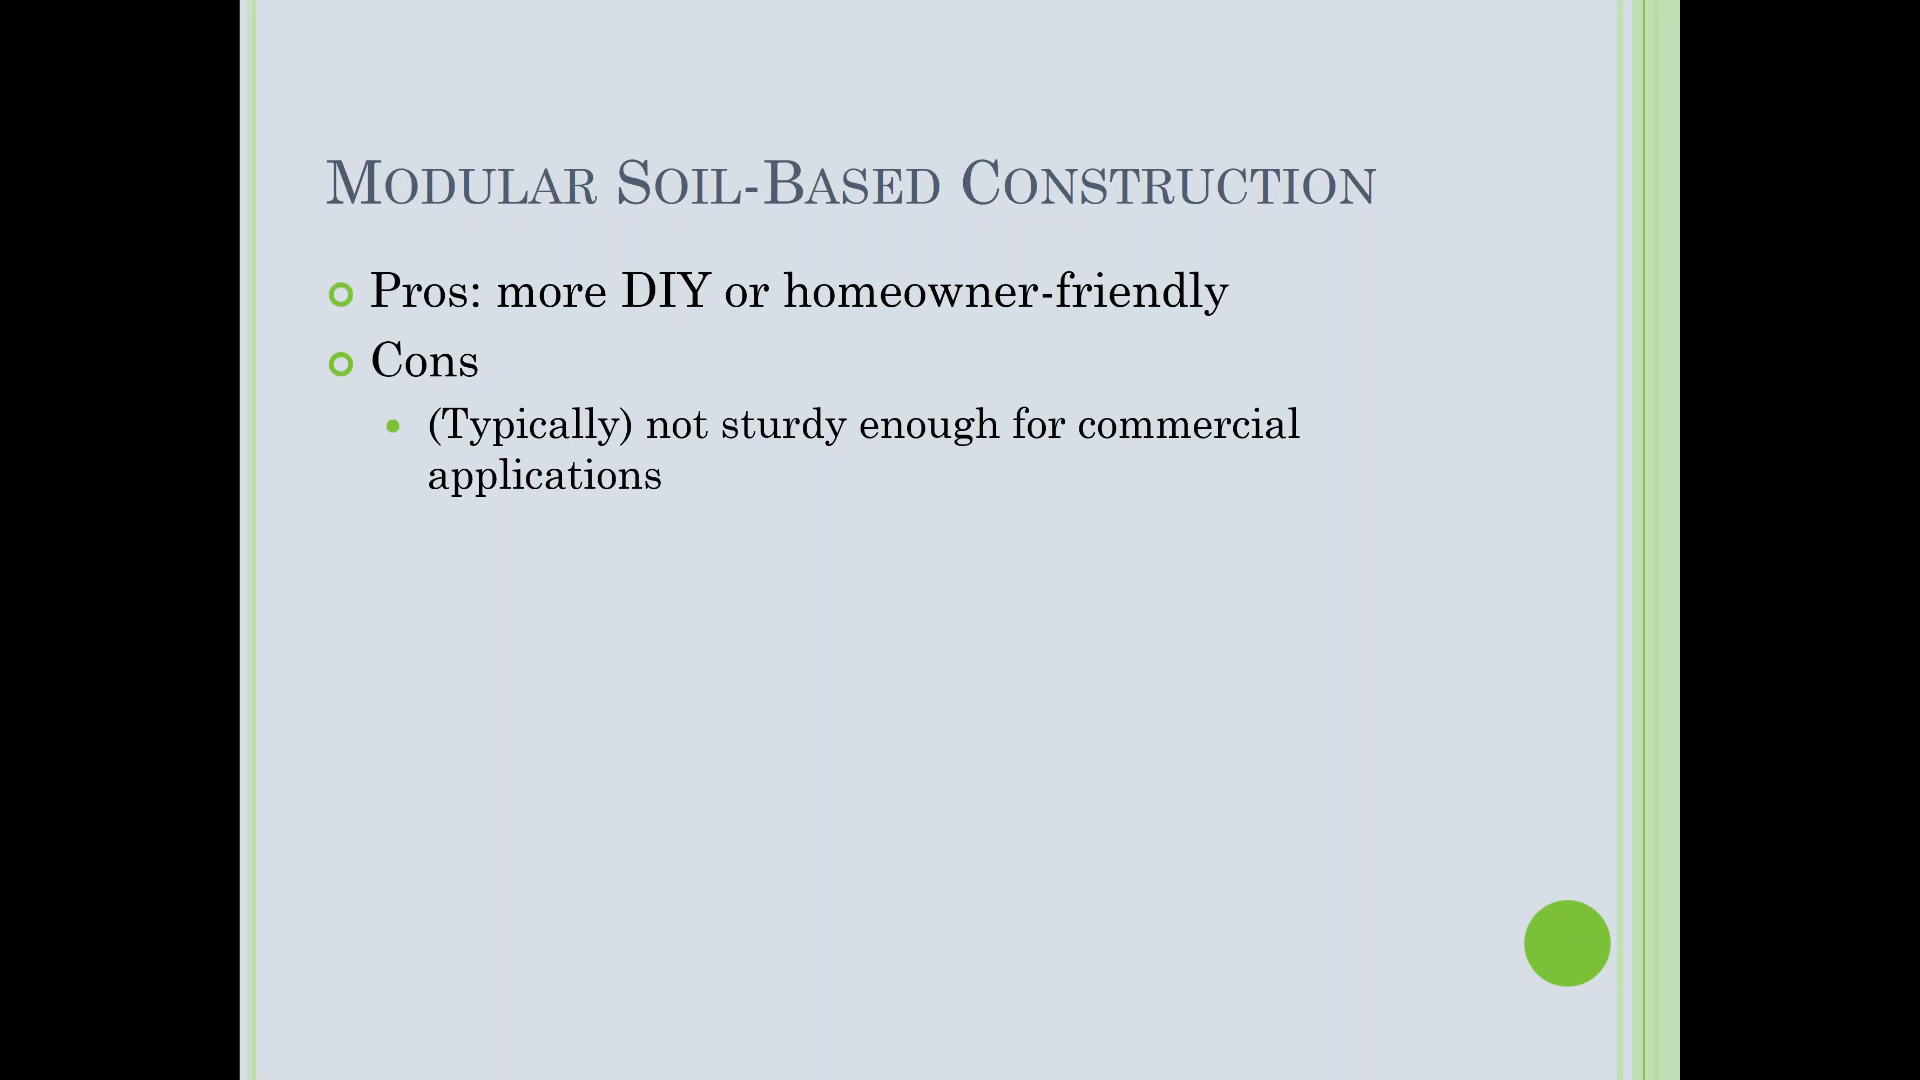 Modular Soil-Based Construction
Pros: more DIY or homeowner-friendly
Cons
(Typically) not sturdy enough for commercial
applications